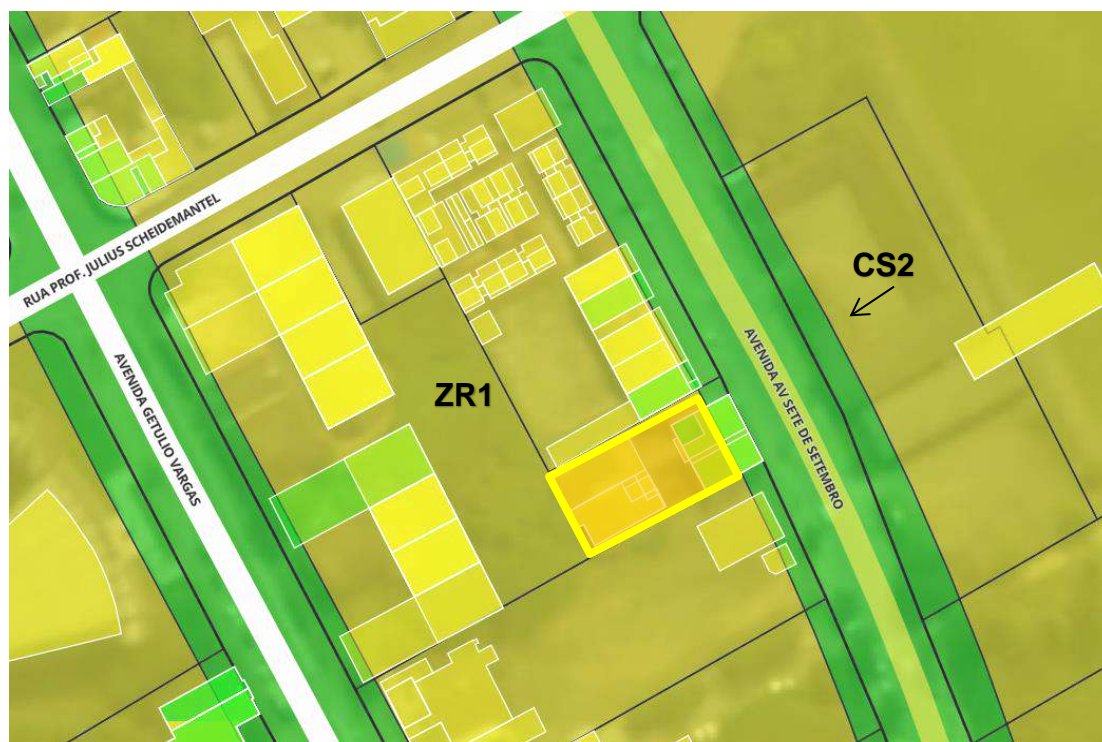 RUA PROF. JULIUS SCHEIDEMANTEL
CS2
AVENIDA GETULIO VARGAS
ZR1
AVENIDA AV SETE DE SETEMBRO